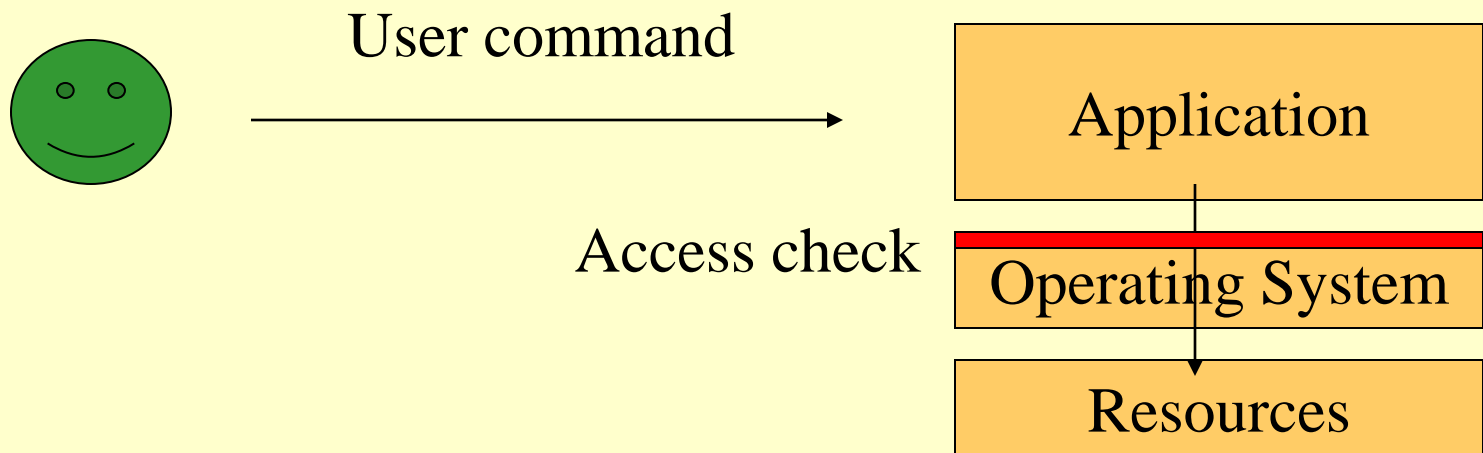 User command
Application
Access check
Operating System
Resources